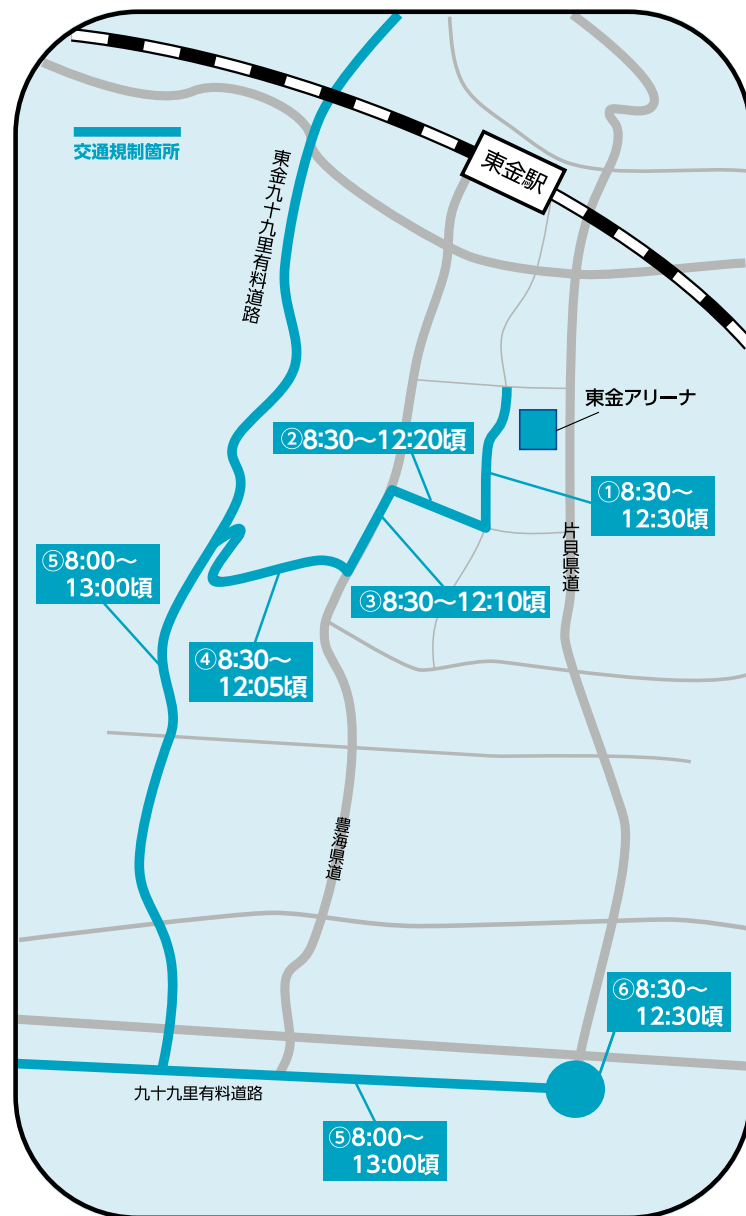 交通規制箇所
東金駅
東金九十九里有料道路
東金アリーナ
②8:30〜12:20頃
①8:30〜
12:30頃
片貝県道
⑤8:00〜
13:00頃
③8:30〜12:10頃
④8:30〜
12:05頃
豊海県道
⑥8:30〜
12:30頃
九十九里有料道路
⑤8:00〜
13:00頃